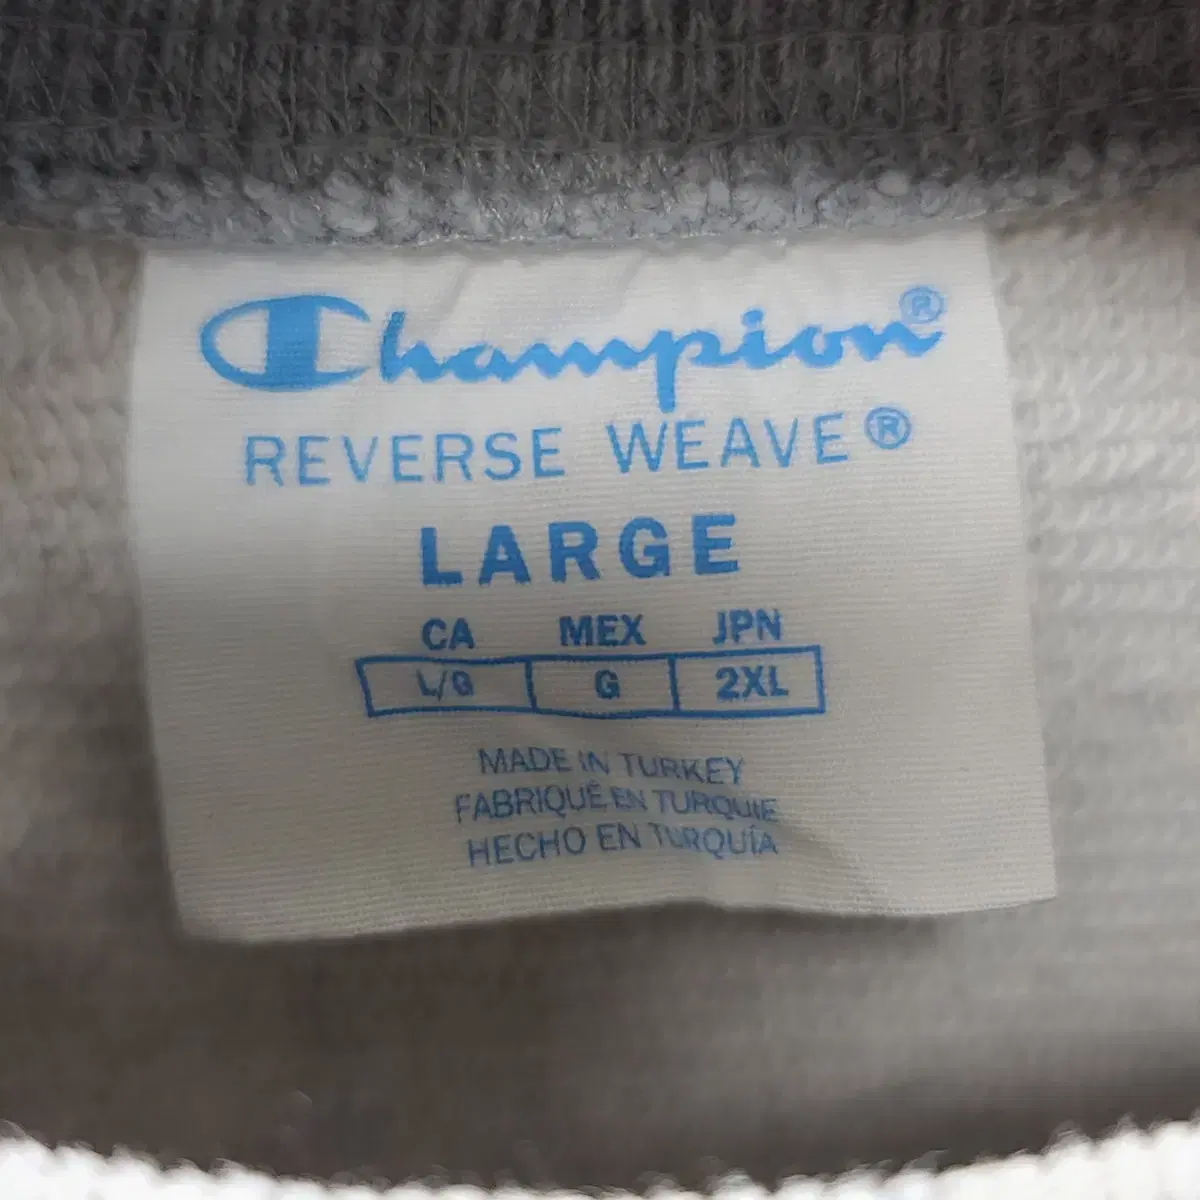 Champion®
REVERSE WEAVE®
LARGE
CA MEX JPN
L/G G 2XL
MADE IN TURKEY
FABRIQUÉ EN TURQUIE
HECHO EN TURQUÍA